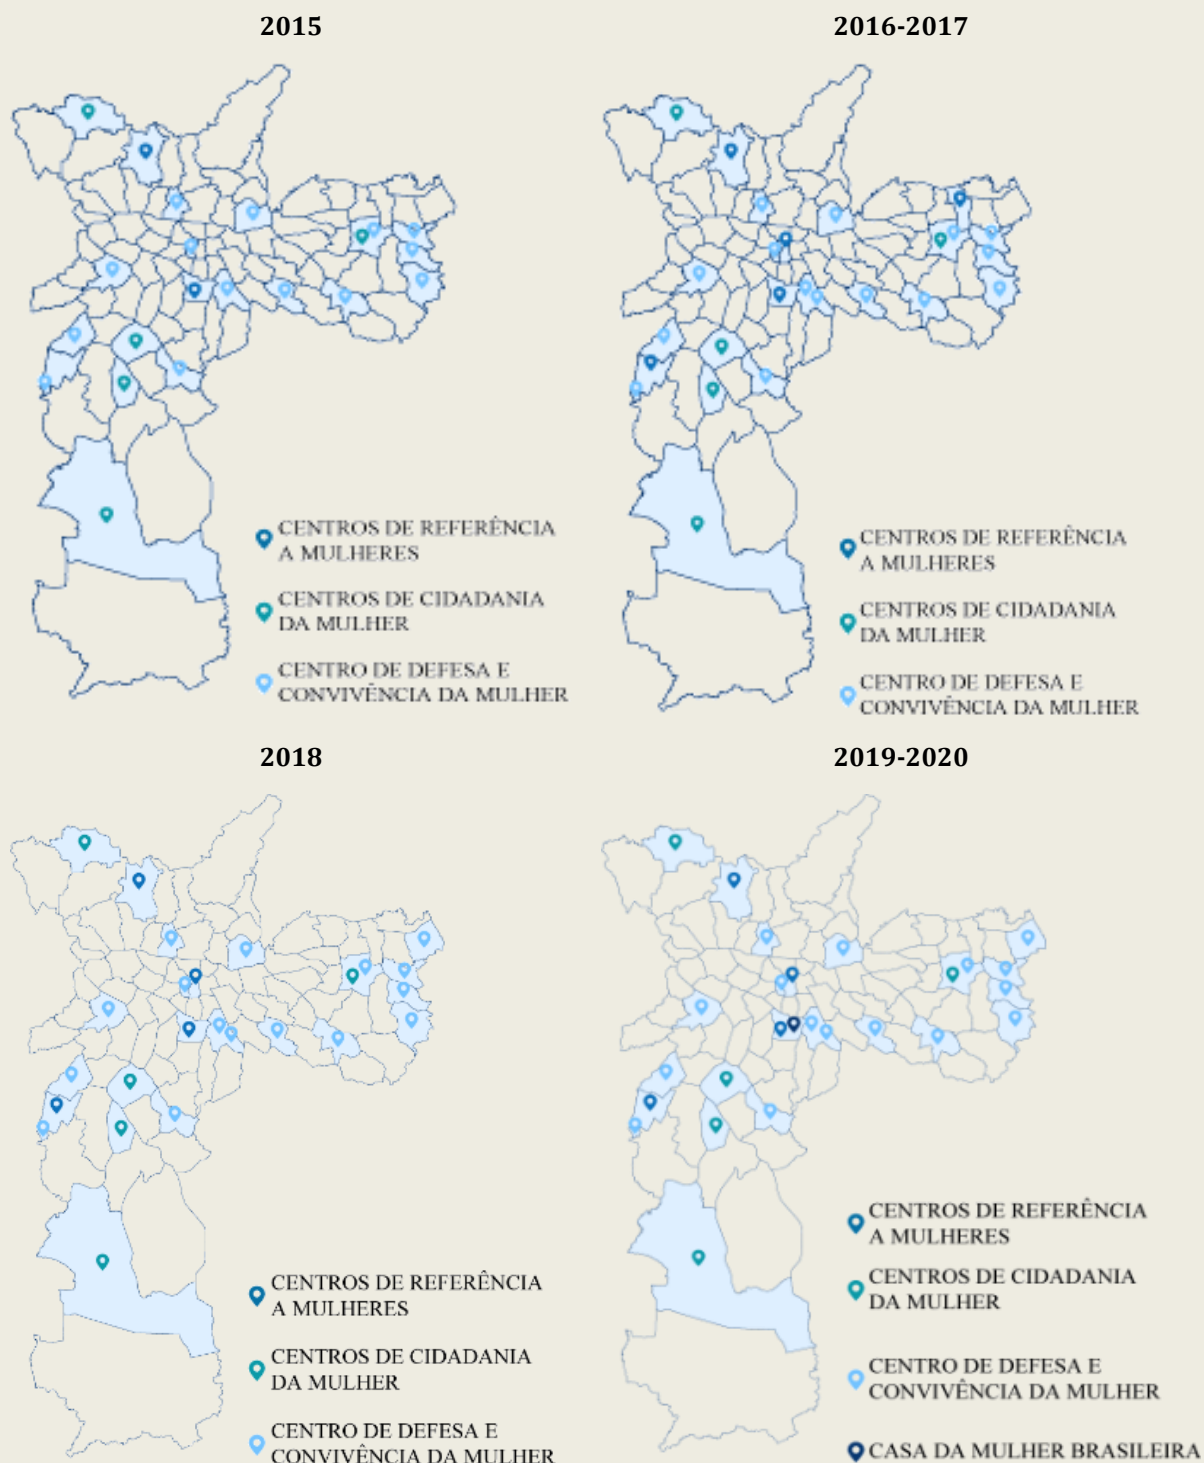 2015
2016-2017
CENTROS DE REFERÊNCIA
A MULHERES
CENTROS DE CIDADANIA
DA MULHER
CENTRO DE DEFESA E
CONVIVÊNCIA DA MULHER
CENTROS DE REFERÊNCIA
A MULHERES
CENTROS DE CIDADANIA
DA MULHER
CENTRO DE DEFESA E
CONVIVÊNCIA DA MULHER
2018
2019-2020
CENTROS DE REFERÊNCIA
A MULHERES
CENTROS DE CIDADANIA
DA MULHER
CENTRO DE DEFESA E
CONVIVÊNCIA DA MULHER
CENTROS DE REFERÊNCIA
A MULHERES
CENTROS DE CIDADANIA
DA MULHER
CENTRO DE DEFESA E
CONVIVÊNCIA DA MULHER
CASA DA MULHER BRASILEIRA